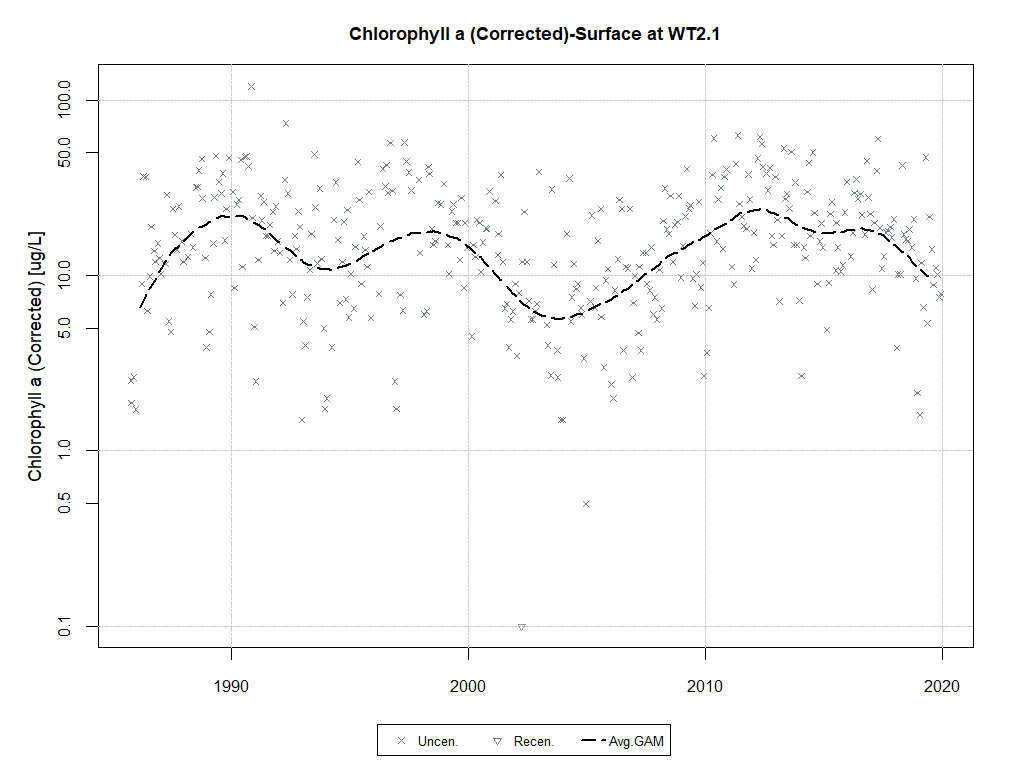 Chlorophyll a (Corrected)-Surface at WT2.1
Chlorophyll a (Corrected) [ug/L]
100.0
50.0
10.0
5.0
1.0
0.5
0.1
1990 2000 2010 2020
Uncen. Recen. Avg.GAM